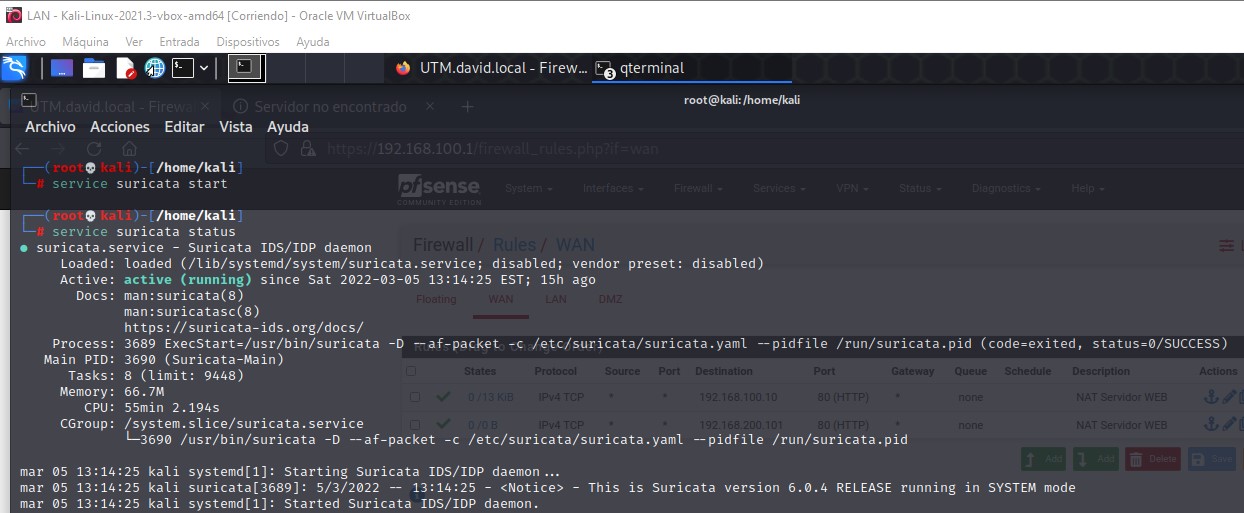 LAN - Kali-Linux-2021.3-vbox-amd64 [Corriendo] - Oracle VM VirtualBox
Archivo Máquina Ver Entrada Dispositivos Ayuda
UTM.david.local - Firew... 3 qterminal
UTM.david.local - Firewa Servidor no encontrado root@kali: /home/kali
Archivo Acciones Editar Vista Ayuda
https://192.168.100.1/firewall_rules.php?if=wan
(root kali)-[/home/kali]
# service suricata start
pfsense System Interfaces Firewall Services VPN Status Diagnostics Help
COMMUNITY EDITION
(root kali)-[/home/kali]
# service suricata status
Firewall / Rules / WAN
● suricata.service - Suricata IDS/IDP daemon
Loaded: loaded (/lib/systemd/system/suricata.service; disabled; vendor preset: disabled)
Active: active (running) since Sat 2022-03-05 13:14:25 EST; 15h ago
Docs: man:suricata(8)
Floating WAN LAN DMZ
man:suricatasc(8)
https://suricata-ids.org/docs/
Process: 3689 ExecStart=/usr/bin/suricata -D --af-packet -c /etc/suricata/suricata.yaml --pidfile /run/suricata.pid (code=exited, status=0/SUCCESS)
Main PID: 3690 (Suricata-Main)
States Protocol Source Port Destination Port Gateway Queue Schedule Description Actions
Tasks: 8 (limit: 9448)
Memory: 66.7M
0 /13 KiB IPv4 TCP * * 192.168.100.10 80 (HTTP) * none NAT Servidor WEB
CPU: 55min 2.194s
CGroup: /system.slice/suricata.service
0 /0 B IPv4 TCP * * 192.168.200.101 80 (HTTP) * none NAT Servidor WEB
└─3690 /usr/bin/suricata -D --af-packet -c /etc/suricata/suricata.yaml --pidfile /run/suricata.pid
Add Add Delete Save
mar 05 13:14:25 kali systemd[1]: Starting Suricata IDS/IDP daemon...
mar 05 13:14:25 kali suricata[3689]: 5/3/2022 -- 13:14:25 - <Notice> - This is Suricata version 6.0.4 RELEASE running in SYSTEM mode
mar 05 13:14:25 kali systemd[1]: Started Suricata IDS/IDP daemon.